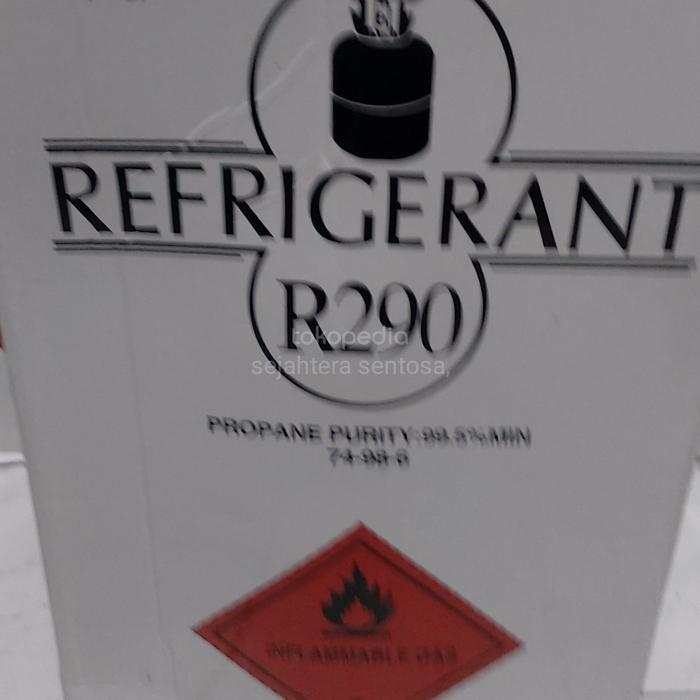 REFRIGERANT
R290
tokopedia
sejahtera sentosa,
PROPANE PURITY:99.5%MIN
74-98-6
INFLAMMABLE GAS